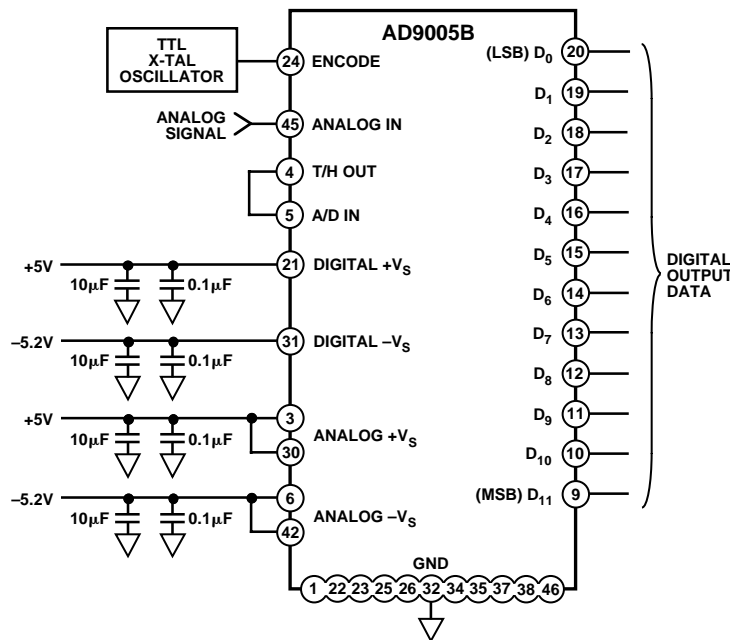 AD9005B
TTL
X-TAL
OSCILLATOR
24 ENCODE
ANALOG
SIGNAL
45 ANALOG IN
4 T/H OUT
5 A/D IN
+5V
10µF
0.1µF
21 DIGITAL +VS
–5.2V
10µF
0.1µF
31 DIGITAL –VS
+5V
10µF
0.1µF
3
30
ANALOG +VS
–5.2V
10µF
0.1µF
6
42
ANALOG –VS
(LSB) D0 20
D1 19
D2 18
D3 17
D4 16
D5 15
D6 14
D7 13
D8 12
D9 11
D10 10
(MSB) D11 9
DIGITAL
OUTPUT
DATA
GND
1 22 23 25 26 32 34 35 37 38 46